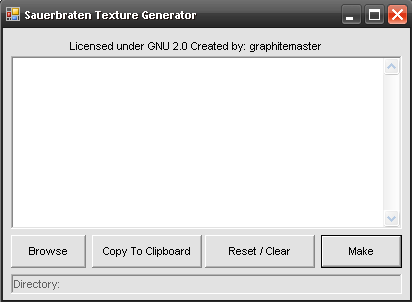 Sauerbraten Texture Generator
Licensed under GNU 2.0 Created by: graphitemaster
Browse
Copy To Clipboard
Reset / Clear
Make
Directory: